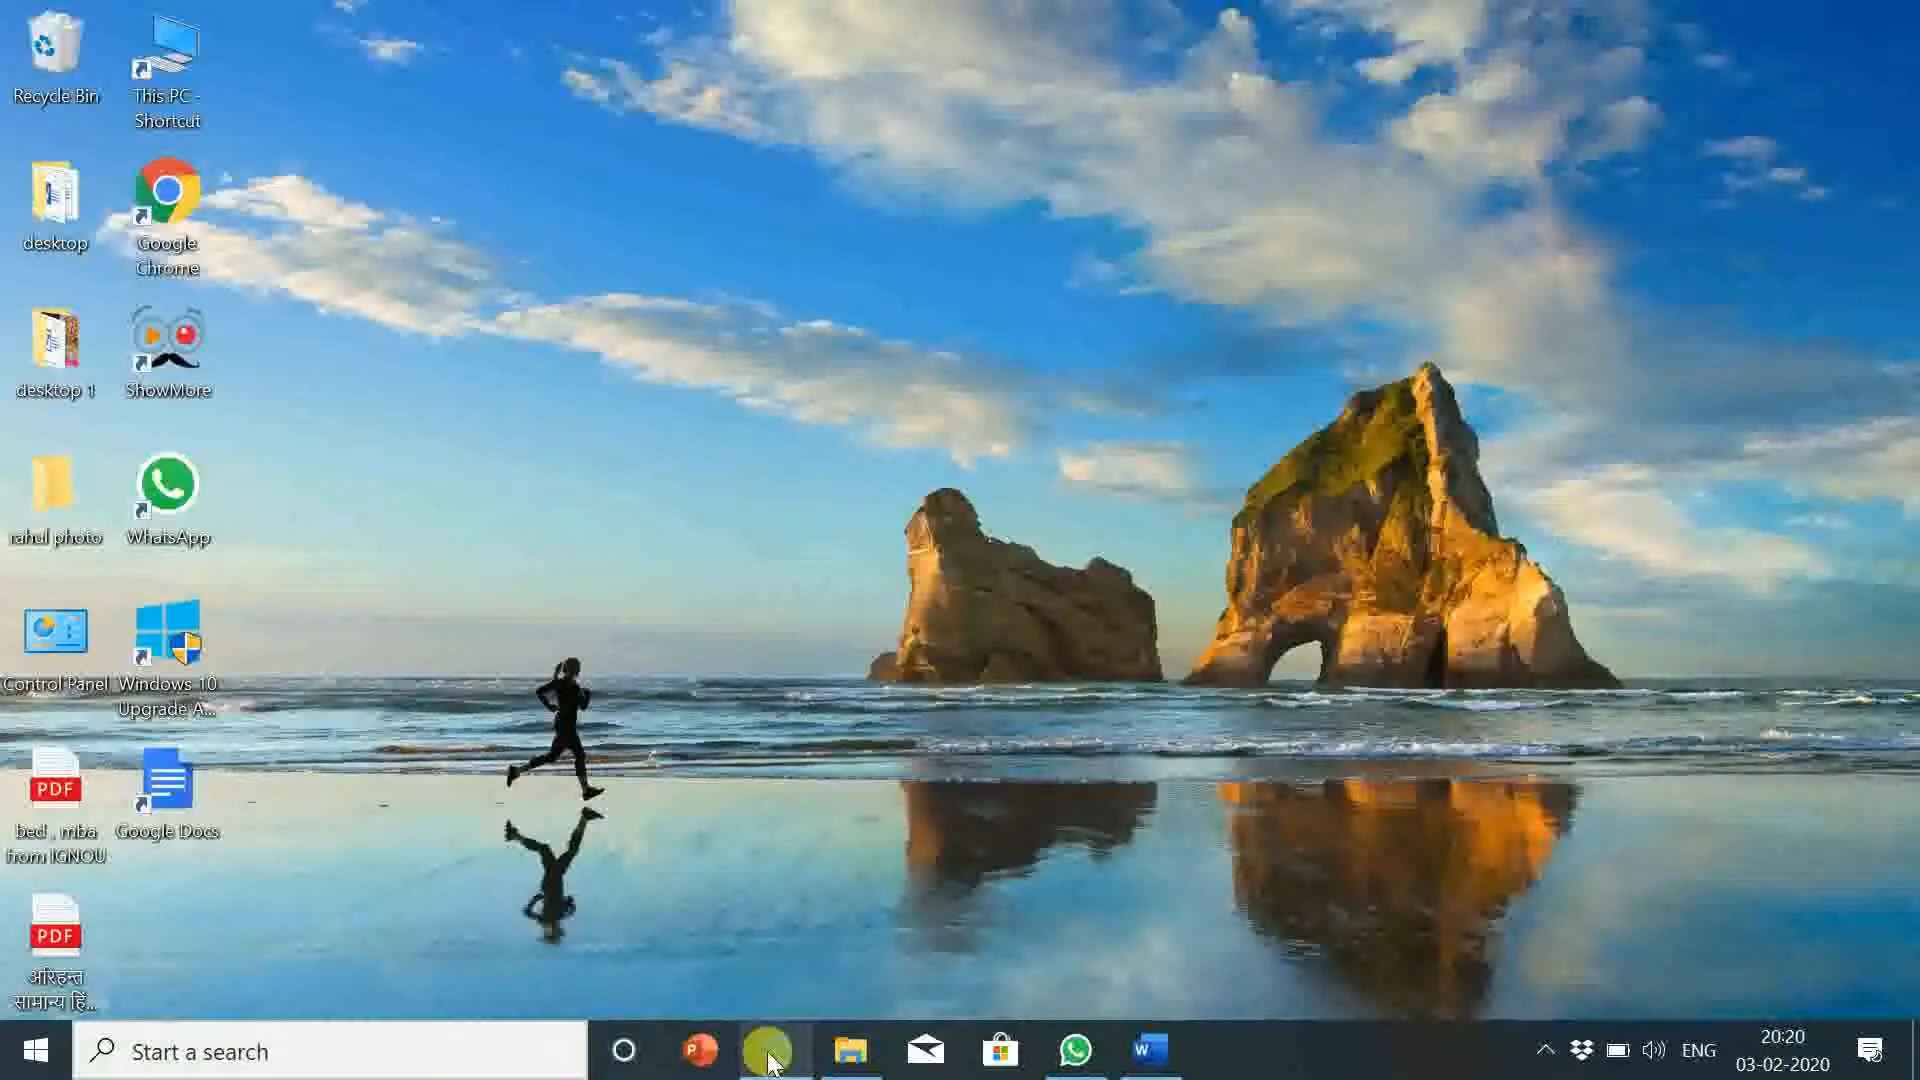 Recycle Bin
This PC -
Shortcut
desktop
Google
Chrome
desktop 1
ShowMore
rahul photo
WhatsApp
Control Panel
Windows 10
Upgrade A...
PDF
bed , mba
from IGNOU
Google Docs
PDF
अरिहन्त
सामान्य हिं...
Start a search
P
W
ENG
20:20
03-02-2020